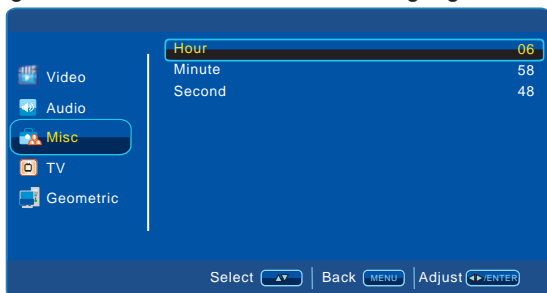 Hour 06
Minute 58
Second 48
Video
Audio
Misc
TV
Geometric
Select Back MENU Adjust /ENTER